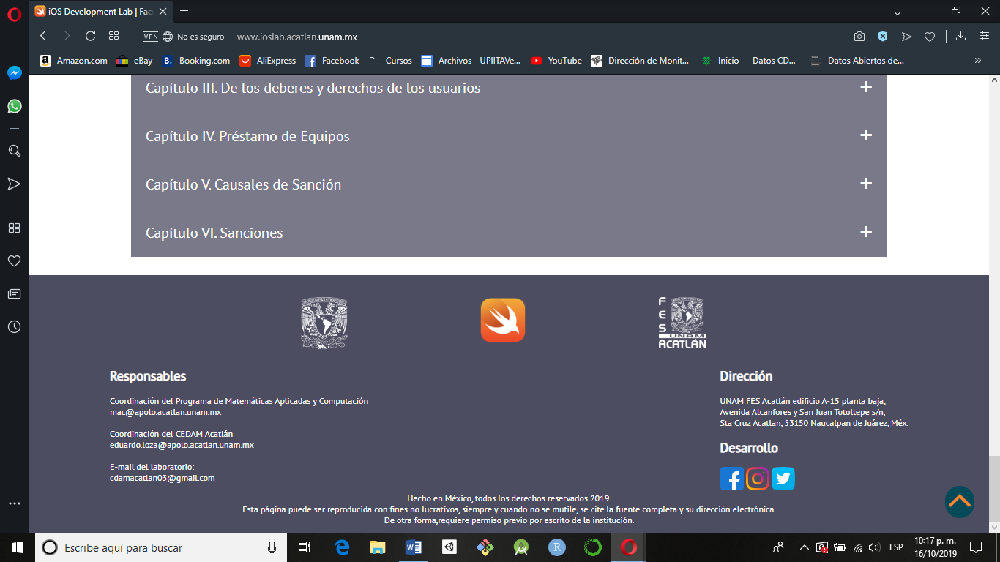 iOS Development Lab | Fac
VPN No es seguro www.ioslab.acatlan.unam.mx
Amazon.com eBay Booking.com AliExpress Facebook Cursos Archivos - UPIITAVe... YouTube Dirección de Monit... Inicio — Datos CD... Datos Abiertos de...
Capítulo III. De los deberes y derechos de los usuarios
Capítulo IV. Préstamo de Equipos
Capítulo V. Causales de Sanción
Capítulo VI. Sanciones
FES
UNAM
ACATLÁN
Responsables
Coordinación del Programa de Matemáticas Aplicadas y Computación
mac@apolo.acatlan.unam.mx
Coordinación del CEDAM Acatlán
eduardo.loza@apolo.acatlan.unam.mx
E-mail del laboratorio:
cdamacatlan03@gmail.com
Dirección
UNAM FES Acatlán edificio A-15 planta baja,
Avenida Alcanfores y San Juan Totoltepe s/n,
Sta Cruz Acatlan, 53150 Naucalpan de Juárez, Méx.
Desarrollo
Hecho en México, todos los derechos reservados 2019.
Esta página puede ser reproducida con fines no lucrativos, siempre y cuando no se mutile, se cite la fuente completa y su dirección electrónica.
De otra forma,requiere permiso previo por escrito de la institución.
Escribe aquí para buscar
ESP
10:17 p. m.
16/10/2019